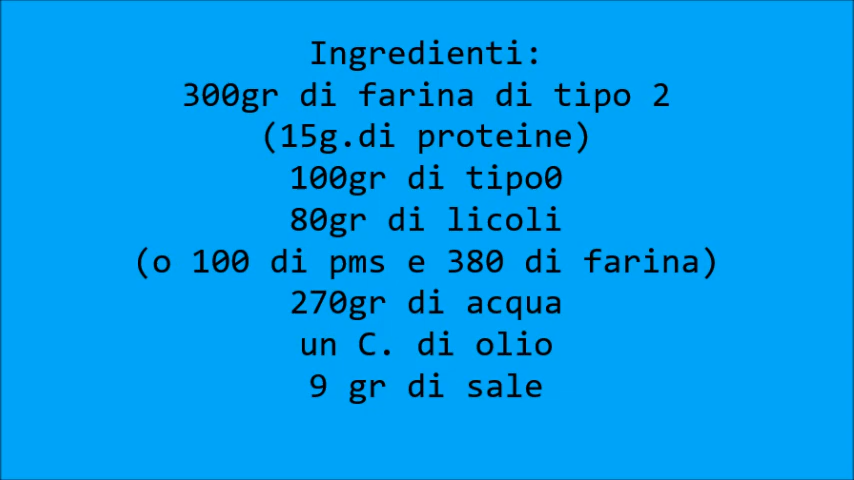 Ingredienti:
300gr di farina di tipo 2
(15g.di proteine)
100gr di tipo0
80gr di licoli
(o 100 di pms e 380 di farina)
270gr di acqua
un C. di olio
9 gr di sale